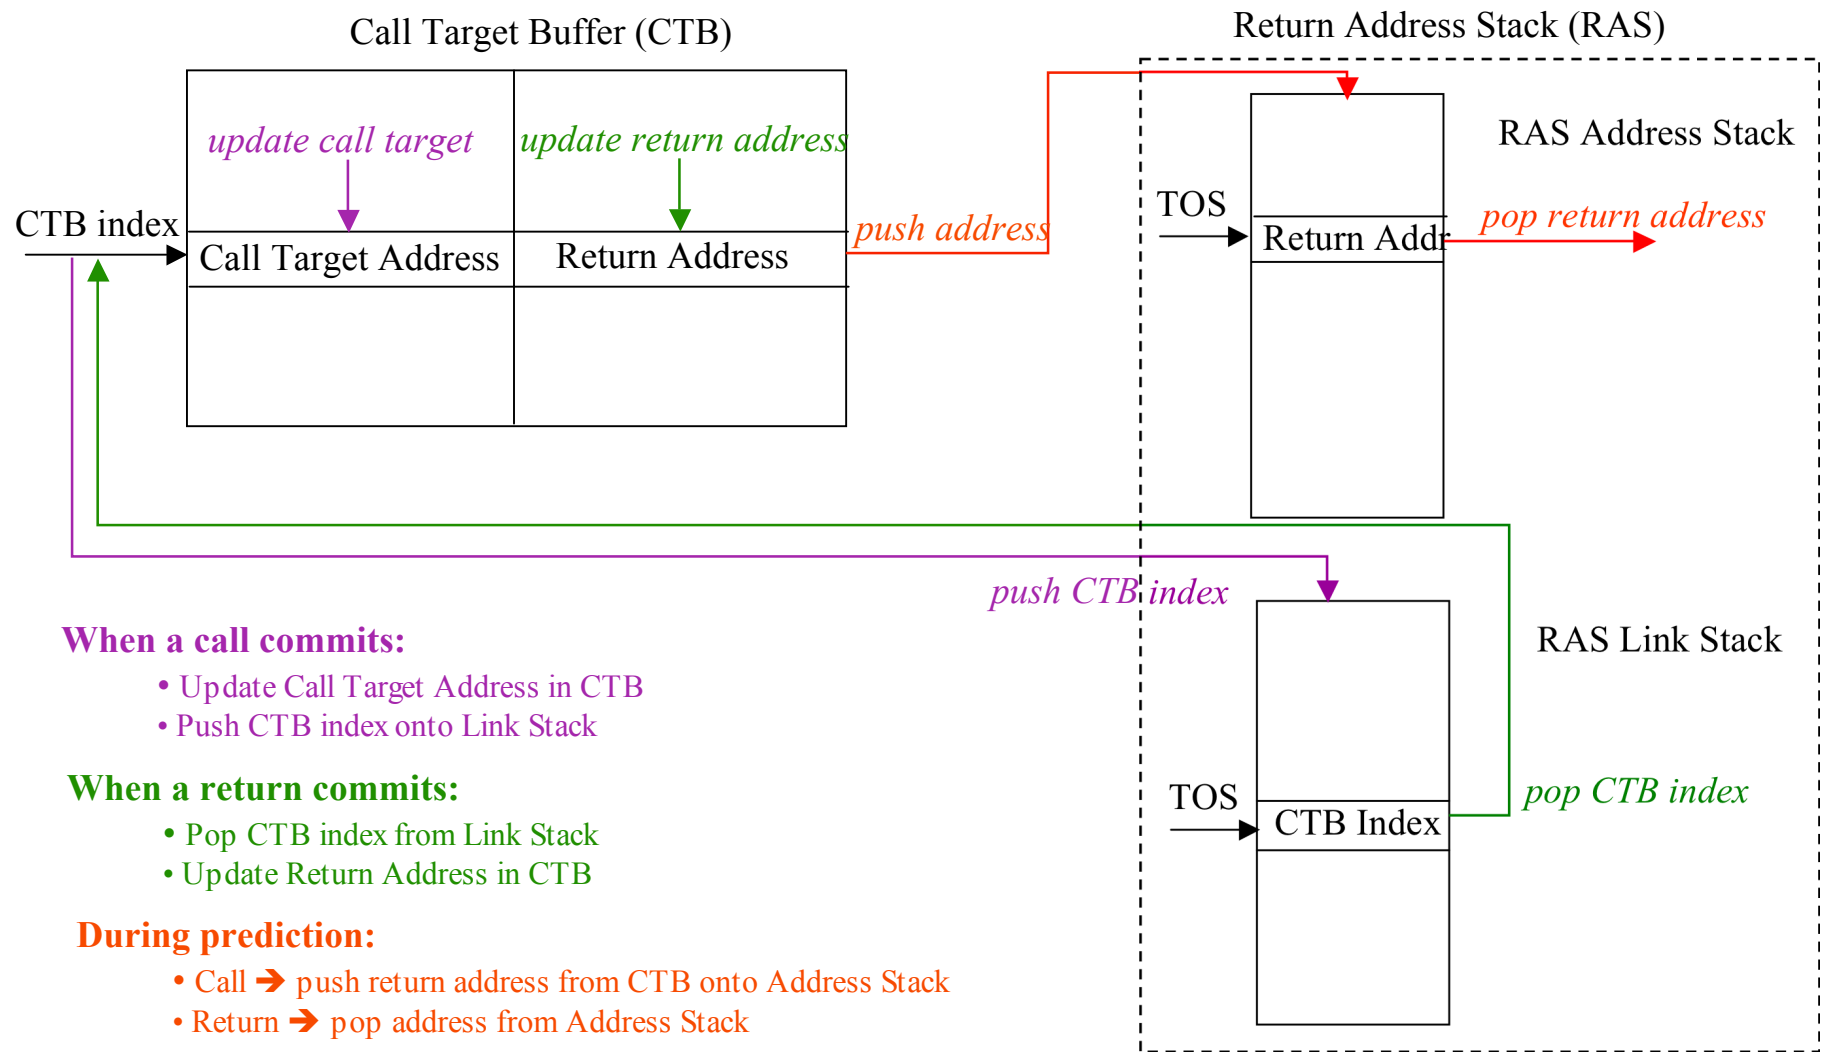 Call Target Buffer (CTB)
Return Address Stack (RAS)
update call target
update return address
RAS Address Stack
CTB index
TOS
push address
pop return address
Call Target Address
Return Address
Return Addr
push CTB index
When a call commits:
• Update Call Target Address in CTB
• Push CTB index onto Link Stack
RAS Link Stack
When a return commits:
• Pop CTB index from Link Stack
• Update Return Address in CTB
TOS
CTB Index
pop CTB index
During prediction:
• Call ➔ push return address from CTB onto Address Stack
• Return ➔ pop address from Address Stack